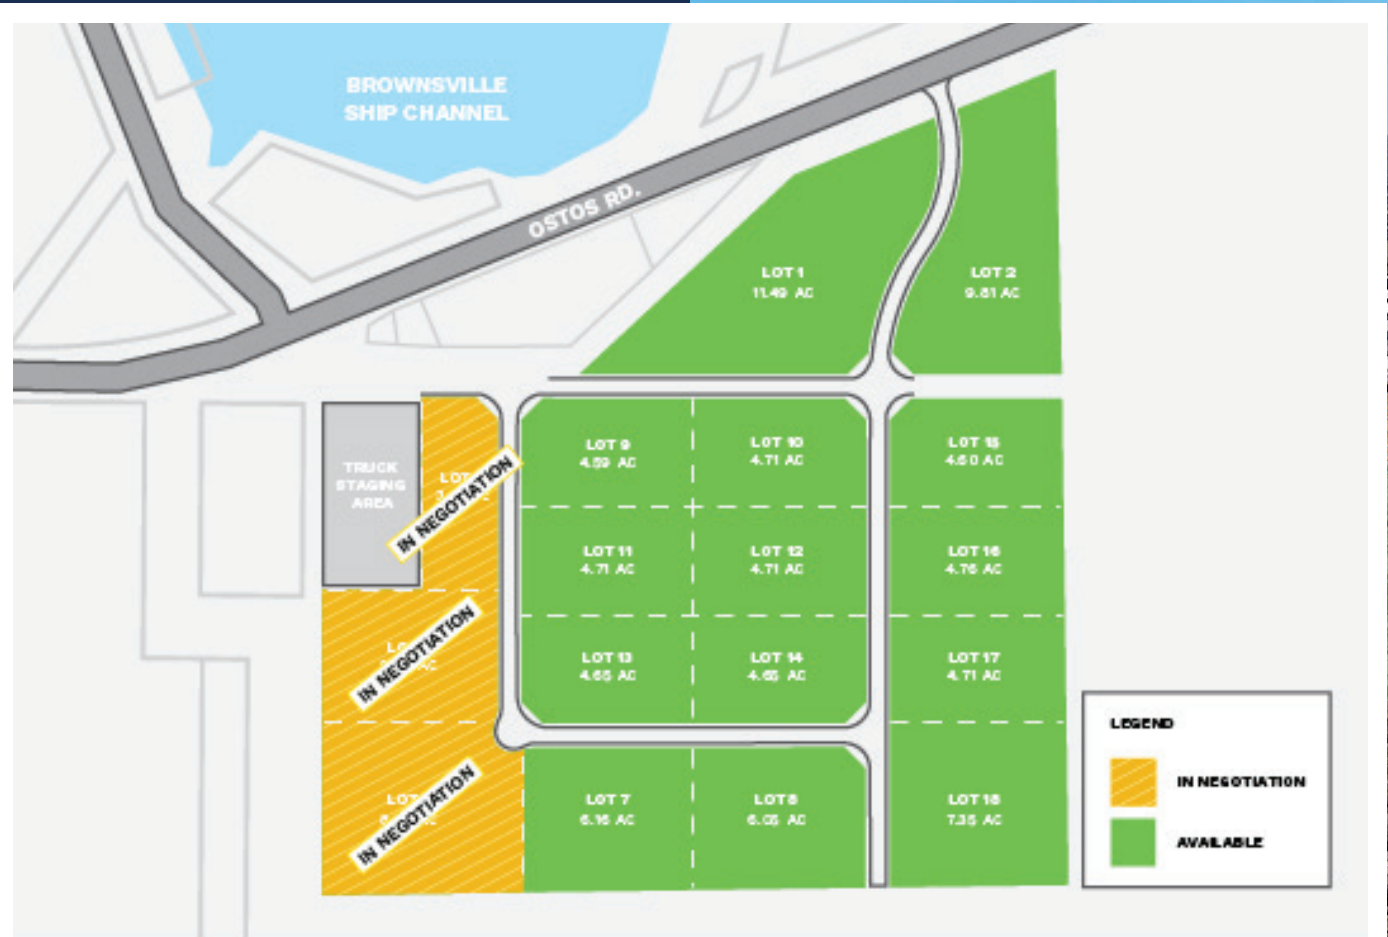 BROWNSVILLE
SHIP CHANNEL
OSTOS RD.
LOT 1
11.49 AC
LOT 2
9.81 AC
TRUCK
STAGING
AREA
LOT
IN NEGOTIATION
LOT 9
4.59 AC
LOT 10
4.71 AC
LOT 15
4.60 AC
LOT 11
4.71 AC
LOT 12
4.71 AC
LOT 16
4.76 AC
IN NEGOTIATION
AC
LOT 13
4.65 AC
LOT 14
4.65 AC
LOT 17
4.71 AC
LOT
IN NEGOTIATION
LOT 7
6.16 AC
LOT 8
6.05 AC
LOT 18
7.35 AC
LEGEND
IN NEGOTIATION
AVAILABLE